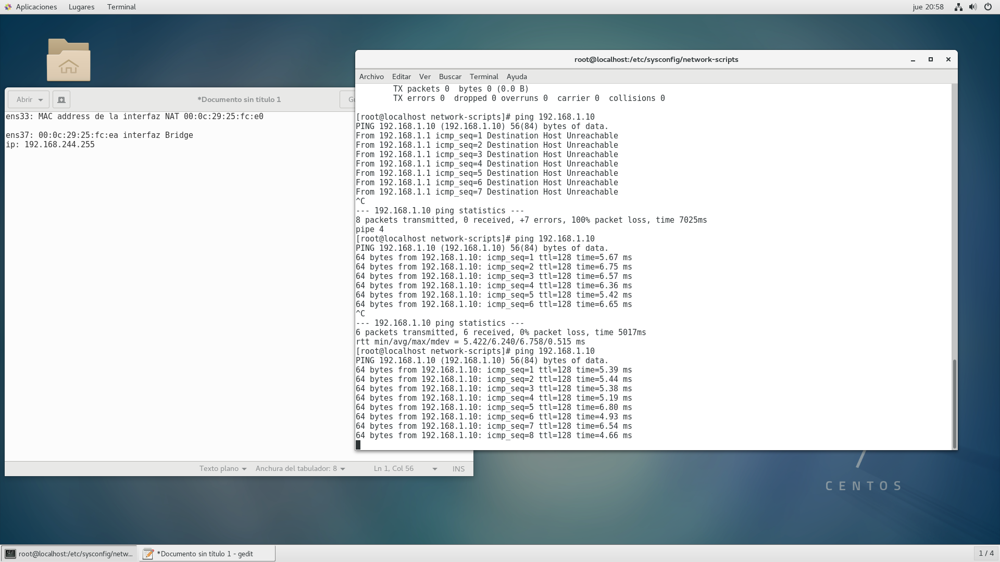 Aplicaciones Lugares Terminal jue 20:58
*Documento sin título 1
Abrir
ens33: MAC address de la interfaz NAT 00:0c:29:25:fc:e0
ens37: 00:0c:29:25:fc:ea interfaz Bridge
ip: 192.168.244.255
Texto plano Anchura del tabulador: 8 Ln 1, Col 56 INS
root@localhost:/etc/sysconfig/network-scripts
Archivo Editar Ver Buscar Terminal Ayuda
TX packets 0  bytes 0 (0.0 B)
TX errors 0  dropped 0 overruns 0  carrier 0  collisions 0
[root@localhost network-scripts]# ping 192.168.1.10
PING 192.168.1.10 (192.168.1.10) 56(84) bytes of data.
From 192.168.1.1 icmp_seq=1 Destination Host Unreachable
From 192.168.1.1 icmp_seq=2 Destination Host Unreachable
From 192.168.1.1 icmp_seq=3 Destination Host Unreachable
From 192.168.1.1 icmp_seq=4 Destination Host Unreachable
From 192.168.1.1 icmp_seq=5 Destination Host Unreachable
From 192.168.1.1 icmp_seq=6 Destination Host Unreachable
From 192.168.1.1 icmp_seq=7 Destination Host Unreachable
^C
--- 192.168.1.10 ping statistics ---
8 packets transmitted, 0 received, +7 errors, 100% packet loss, time 7025ms
pipe 4
[root@localhost network-scripts]# ping 192.168.1.10
PING 192.168.1.10 (192.168.1.10) 56(84) bytes of data.
64 bytes from 192.168.1.10: icmp_seq=1 ttl=128 time=5.67 ms
64 bytes from 192.168.1.10: icmp_seq=2 ttl=128 time=6.75 ms
64 bytes from 192.168.1.10: icmp_seq=3 ttl=128 time=6.57 ms
64 bytes from 192.168.1.10: icmp_seq=4 ttl=128 time=6.36 ms
64 bytes from 192.168.1.10: icmp_seq=5 ttl=128 time=5.42 ms
64 bytes from 192.168.1.10: icmp_seq=6 ttl=128 time=6.65 ms
^C
--- 192.168.1.10 ping statistics ---
6 packets transmitted, 6 received, 0% packet loss, time 5017ms
rtt min/avg/max/mdev = 5.422/6.240/6.758/0.515 ms
[root@localhost network-scripts]# ping 192.168.1.10
PING 192.168.1.10 (192.168.1.10) 56(84) bytes of data.
64 bytes from 192.168.1.10: icmp_seq=1 ttl=128 time=5.39 ms
64 bytes from 192.168.1.10: icmp_seq=2 ttl=128 time=5.44 ms
64 bytes from 192.168.1.10: icmp_seq=3 ttl=128 time=5.38 ms
64 bytes from 192.168.1.10: icmp_seq=4 ttl=128 time=5.19 ms
64 bytes from 192.168.1.10: icmp_seq=5 ttl=128 time=6.80 ms
64 bytes from 192.168.1.10: icmp_seq=6 ttl=128 time=4.93 ms
64 bytes from 192.168.1.10: icmp_seq=7 ttl=128 time=6.54 ms
64 bytes from 192.168.1.10: icmp_seq=8 ttl=128 time=4.66 ms
CENTOS
root@localhost:/etc/sysconfig/netw... *Documento sin título 1 - gedit 1 / 4